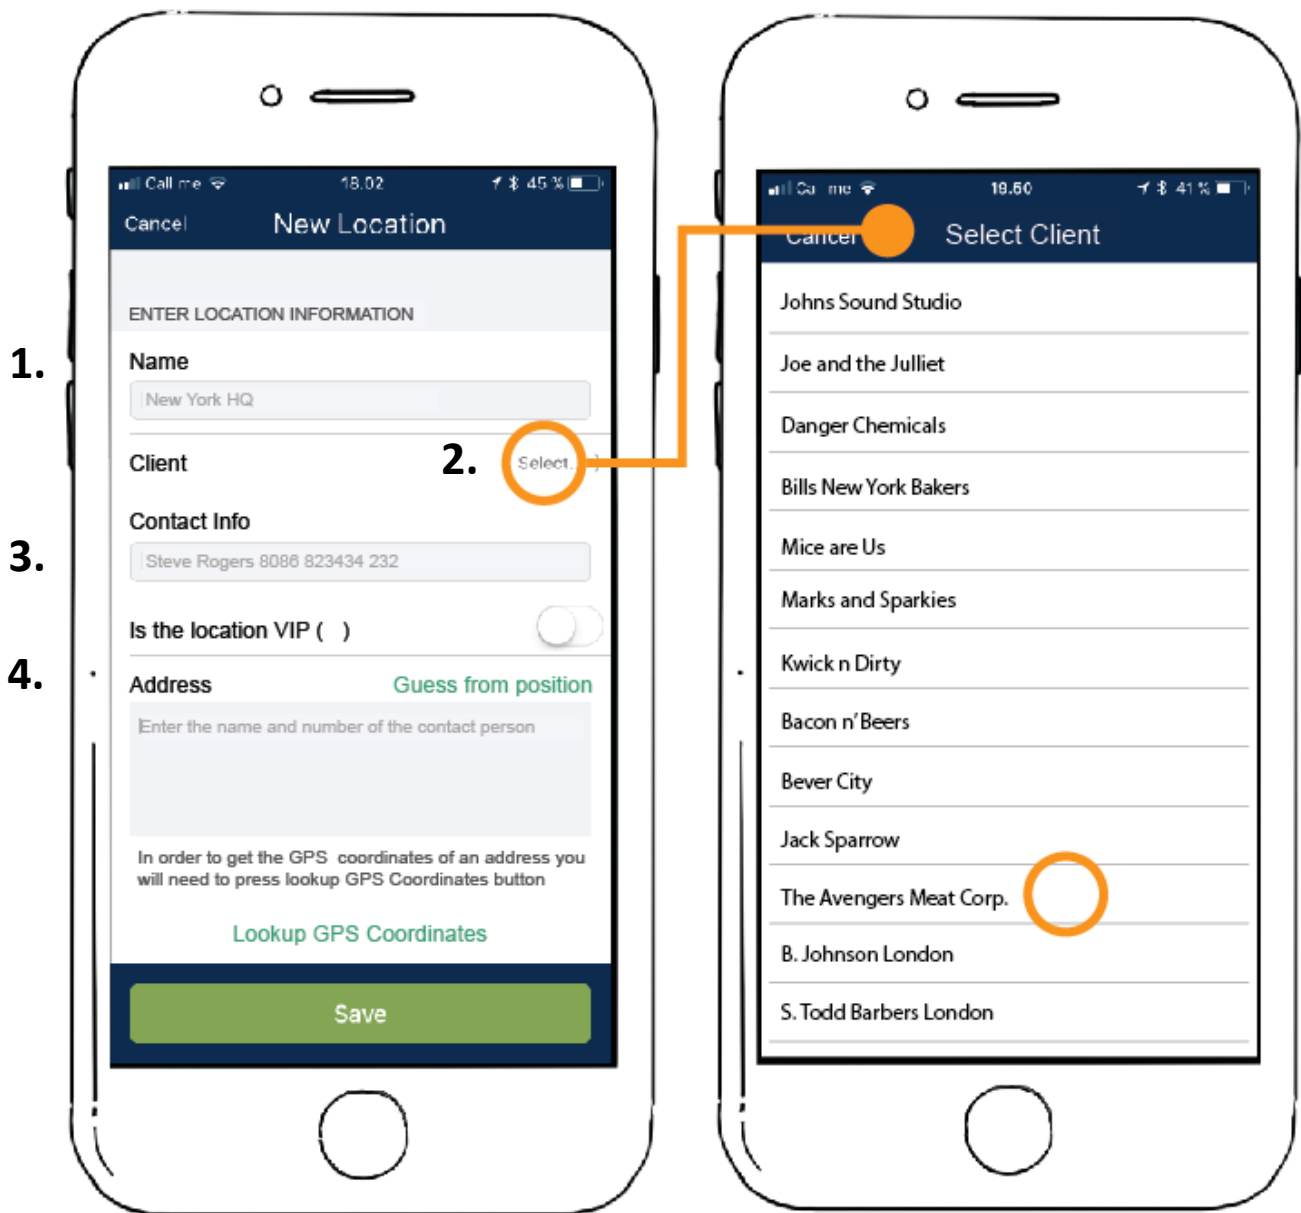 Call me 18.02 45 %
Cancel New Location
ENTER LOCATION INFORMATION
1.
Name
New York HQ
2.
Client Select...
Contact Info
3.
Steve Rogers 8086 823434 232
Is the location VIP ( )
4.
Address Guess from position
Enter the name and number of the contact person
In order to get the GPS coordinates of an address you
will need to press lookup GPS Coordinates button
Lookup GPS Coordinates
Save
me 41 %
Cancel Select Client
Johns Sound Studio
Joe and the Julliet
Danger Chemicals
Bills New York Bakers
Mice are Us
Marks and Sparkies
Kwick n Dirty
Bacon n' Beers
Bever City
Jack Sparrow
The Avengers Meat Corp.
B. Johnson London
S. Todd Barbers London